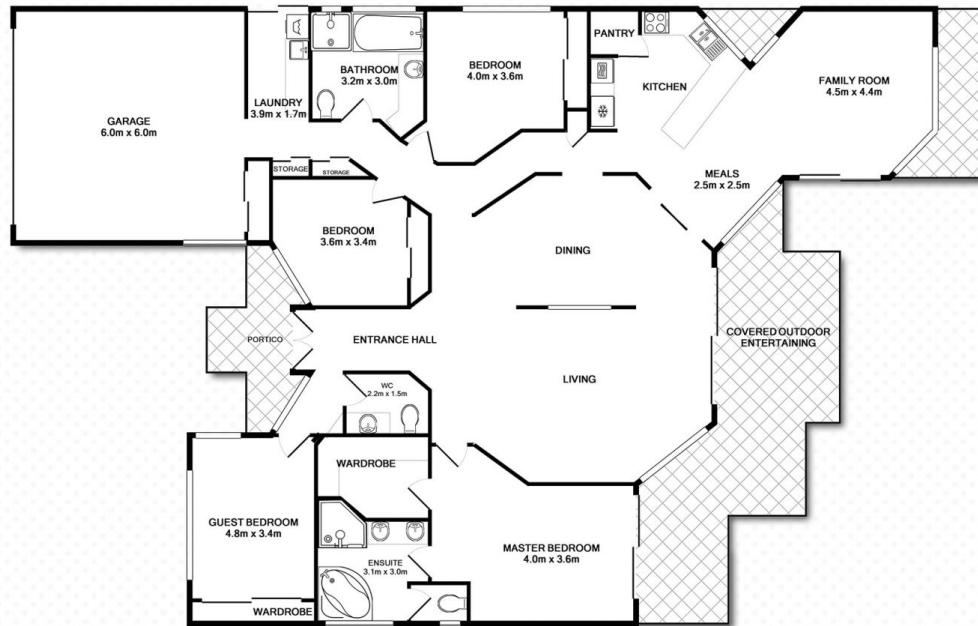 GARAGE
6.0m x 6.0m
LAUNDRY
3.9m x 1.7m
BATHROOM
3.2m x 3.0m
BEDROOM
4.0m x 3.6m
PANTRY
KITCHEN
FAMILY ROOM
4.5m x 4.4m
STORAGE
STORAGE
MEALS
2.5m x 2.5m
BEDROOM
3.6m x 3.4m
DINING
PORTICO
ENTRANCE HALL
COVERED OUTDOOR
ENTERTAINING
LIVING
WC
2.2m x 1.5m
WARDROBE
GUEST BEDROOM
4.8m x 3.4m
ENSUITE
3.1m x 3.0m
MASTER BEDROOM
4.0m x 3.6m
WARDROBE